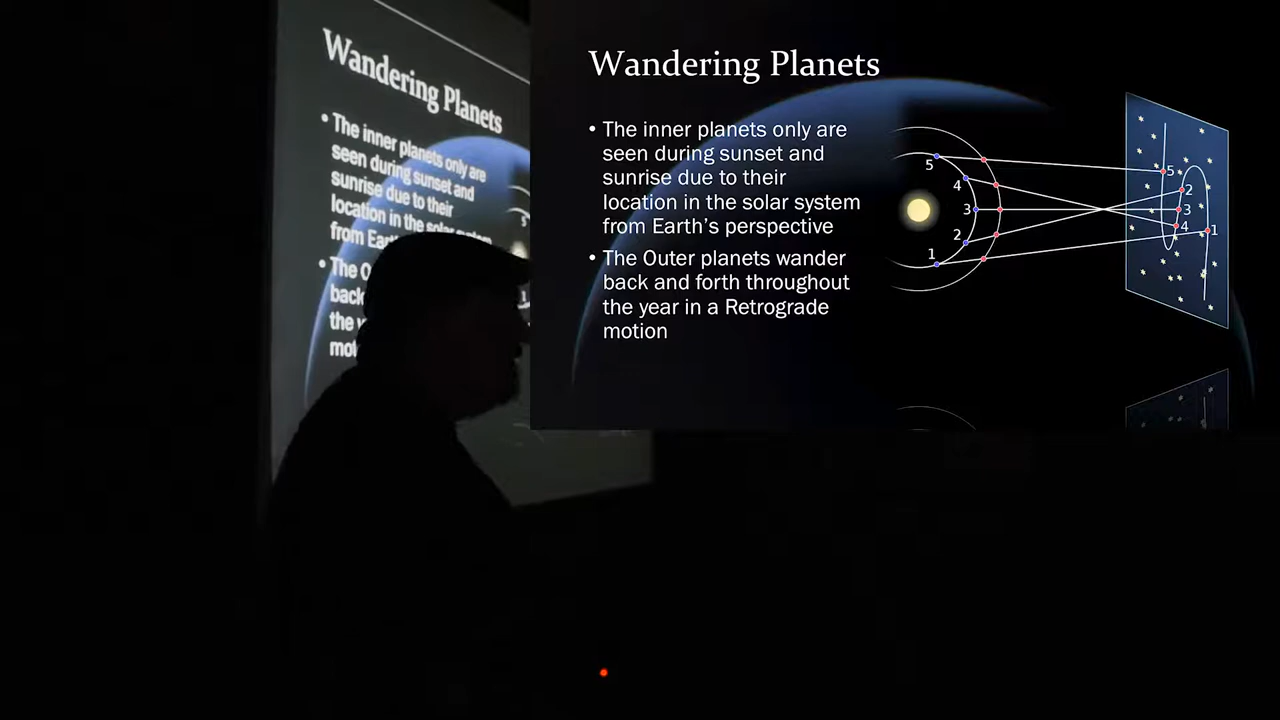 Wandering Planets
• The inner planets only are
seen during sunset and
sunrise due to their
location in the solar system
from Earth
• The O
back
the
mot
Wandering Planets
• The inner planets only are
seen during sunset and
sunrise due to their
location in the solar system
from Earth's perspective
• The Outer planets wander
back and forth throughout
the year in a Retrograde
motion
5
4
3
2
1
5
2
3
4
1